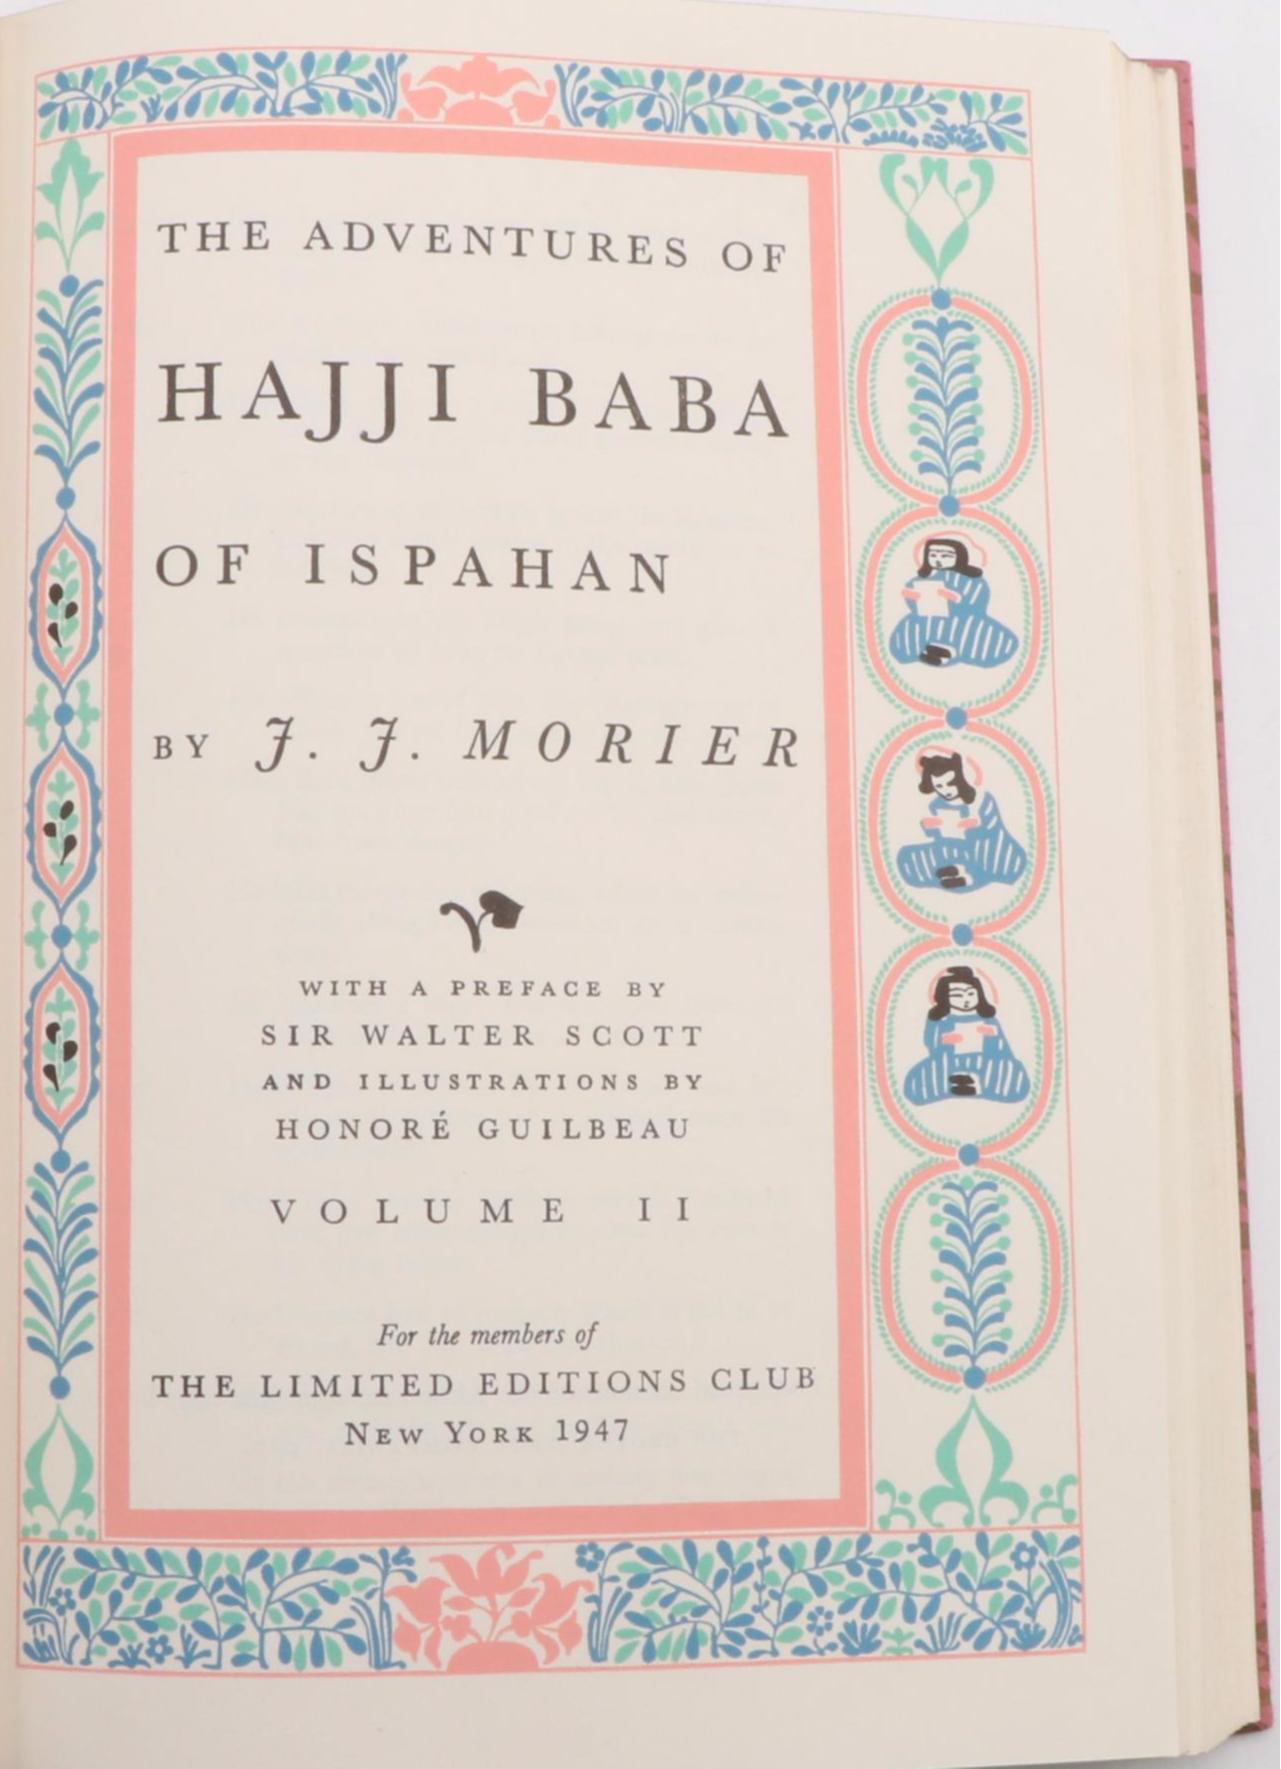 THE ADVENTURES OF
HAJJI BABA
OF ISPAHAN
BY J. J. MORIER
WITH A PREFACE BY
SIR WALTER SCOTT
AND ILLUSTRATIONS BY
HONORÉ GUILBEAU
VOLUME II
For the members of
THE LIMITED EDITIONS CLUB
NEW YORK 1947